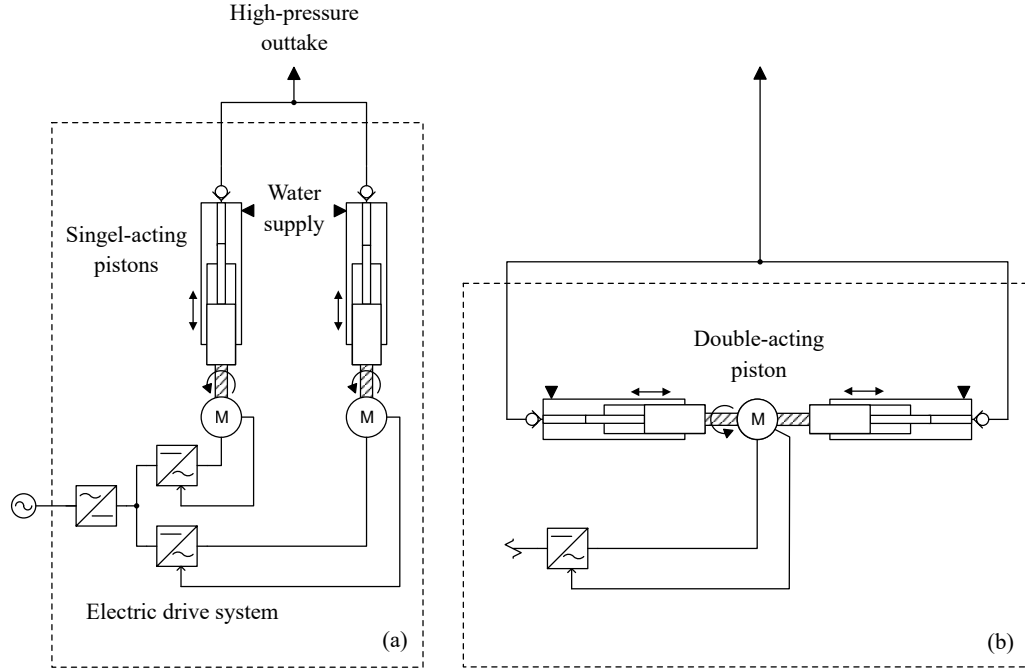 High-pressure
outtake
Water
supply
Singel-acting
pistons
M
M
Electric drive system
(a)
Double-acting
piston
M
(b)